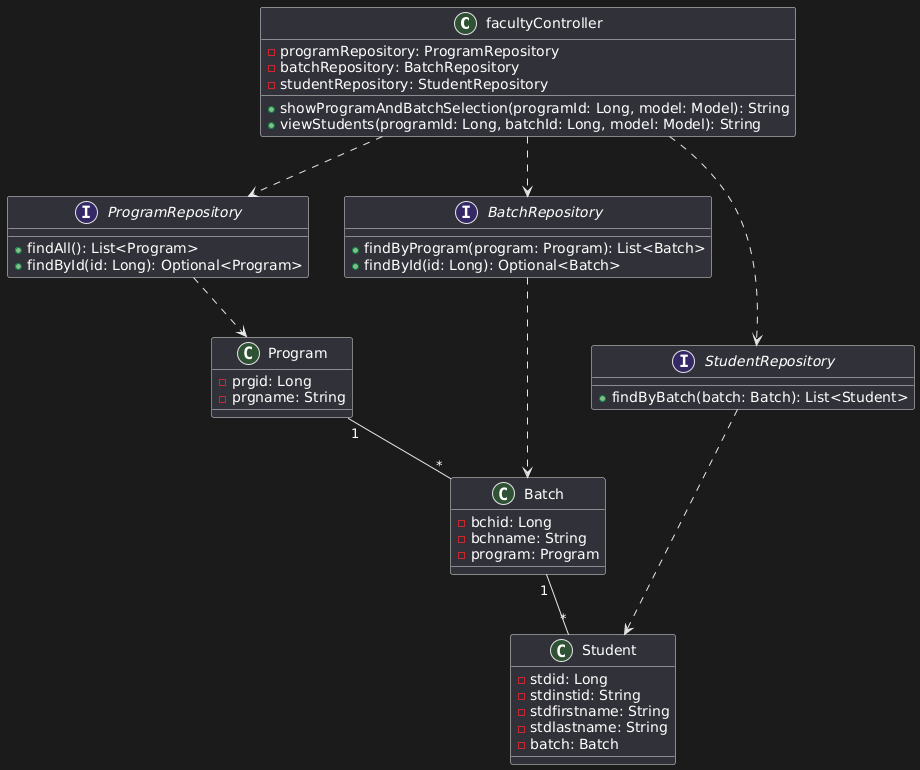 C facultyController
programRepository: ProgramRepository
batchRepository: BatchRepository
studentRepository: StudentRepository
showProgramAndBatchSelection(programId: Long, model: Model): String
viewStudents(programId: Long, batchId: Long, model: Model): String
I ProgramRepository
findAll(): List<Program>
findById(id: Long): Optional<Program>
I BatchRepository
findByProgram(program: Program): List<Batch>
findById(id: Long): Optional<Batch>
I StudentRepository
findByBatch(batch: Batch): List<Student>
C Program
prgid: Long
prgname: String
1
*
C Batch
bchid: Long
bchname: String
program: Program
1
*
C Student
stdid: Long
stdinstid: String
stdfirstname: String
stdlastname: String
batch: Batch